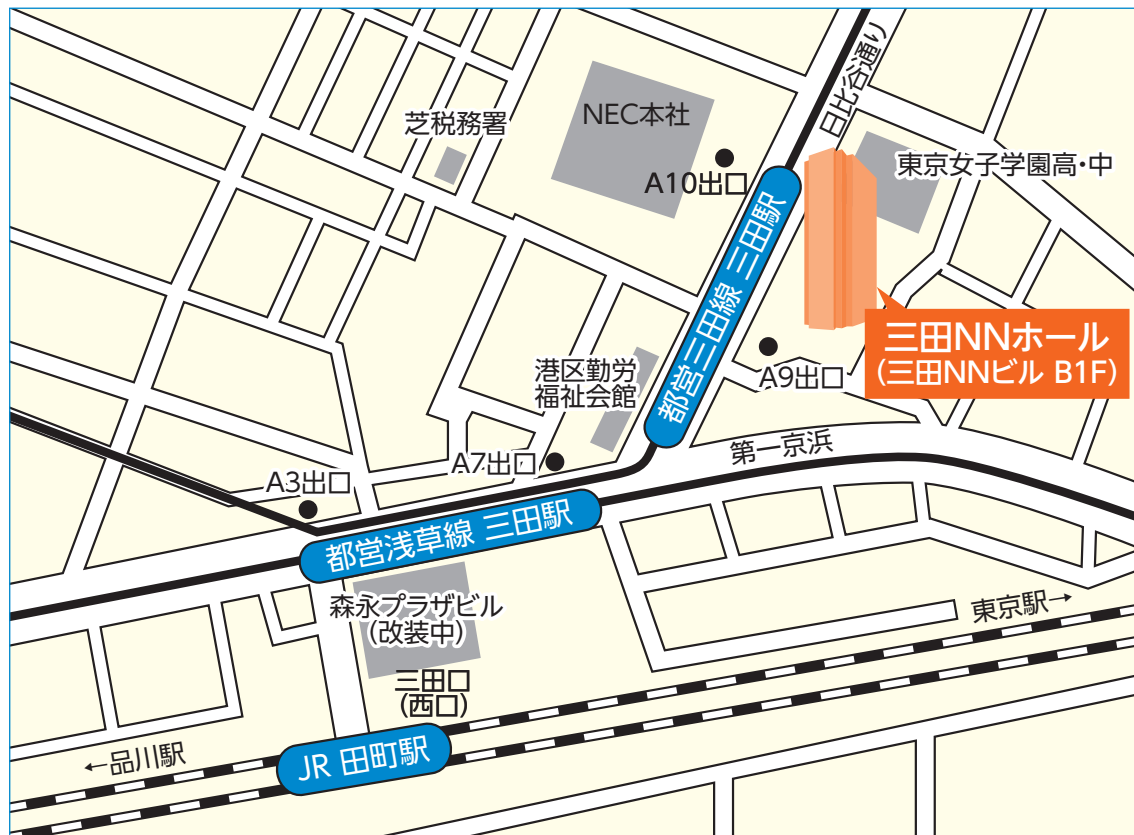 日比谷通り
芝税務署
NEC本社
A10出口
東京女子学園高・中
都営三田線 三田駅
三田NNホール
(三田NNビル B1F)
A9出口
港区勤労
福祉会館
第一京浜
A7出口
A3出口
都営浅草線 三田駅
森永プラザビル
(改装中)
東京駅→
三田口
(西口)
←品川駅
JR 田町駅